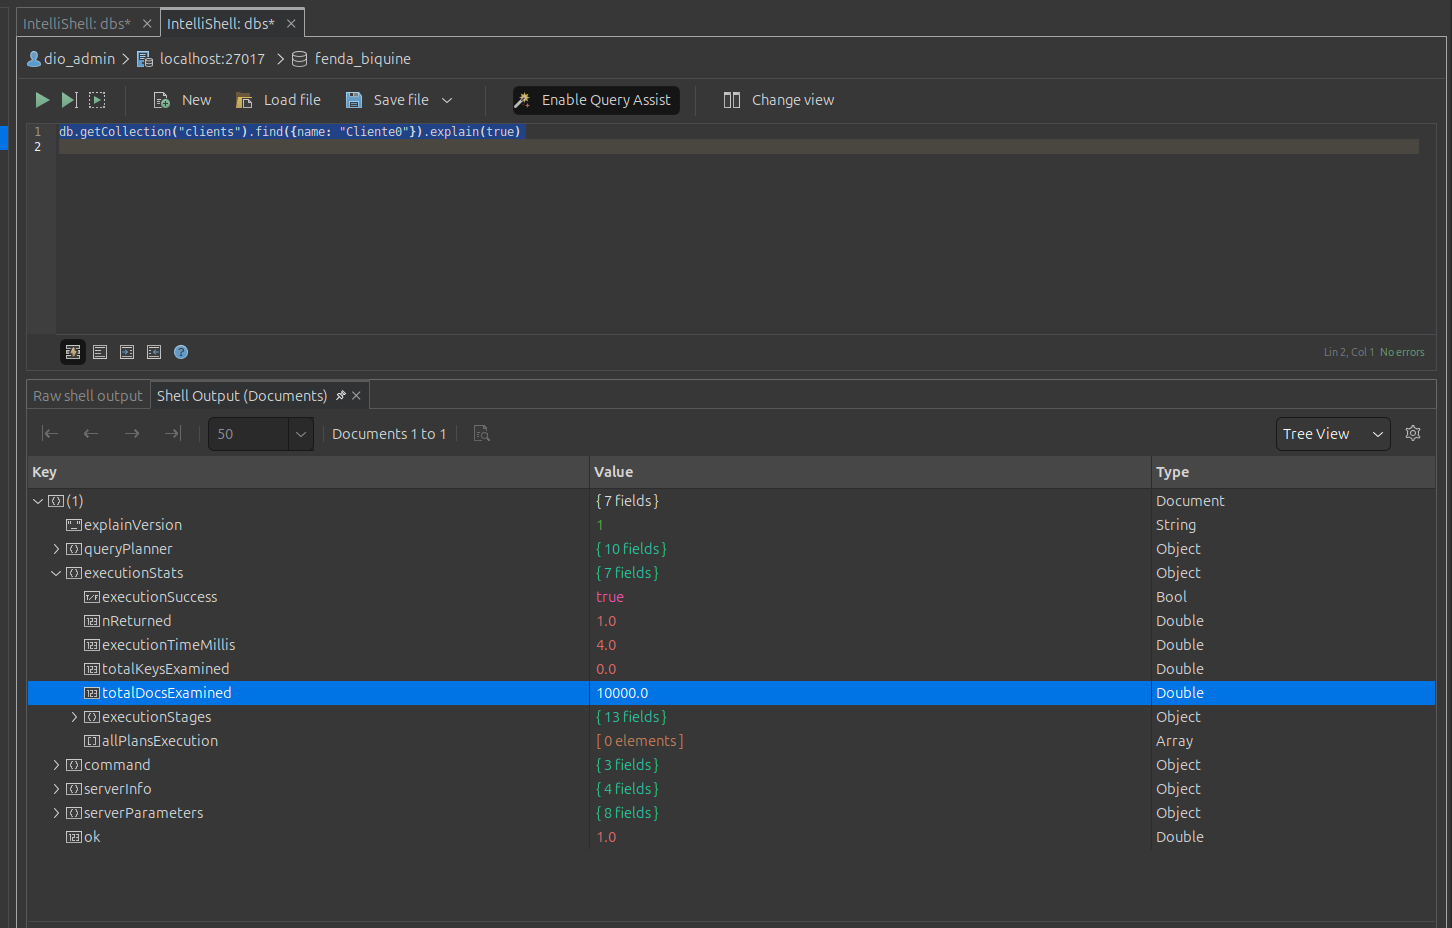 IntelliShell: dbs* IntelliShell: dbs*
dio_admin localhost:27017 fenda_biquine
New Load file Save file Enable Query Assist Change view
1 db.getCollection("clients").find({name: "Cliente0"}).explain(true)
2
Lin 2, Col 1 No errors
Raw shell output Shell Output (Documents)
50 Documents 1 to 1 Tree View
Key Value Type
(1) { 7 fields } Document
explainVersion 1 String
queryPlanner { 10 fields } Object
executionStats { 7 fields } Object
executionSuccess true Bool
nReturned 1.0 Double
executionTimeMillis 4.0 Double
totalKeysExamined 0.0 Double
totalDocsExamined 10000.0 Double
executionStages { 13 fields } Object
allPlansExecution [ 0 elements ] Array
command { 3 fields } Object
serverInfo { 4 fields } Object
serverParameters { 8 fields } Object
ok 1.0 Double